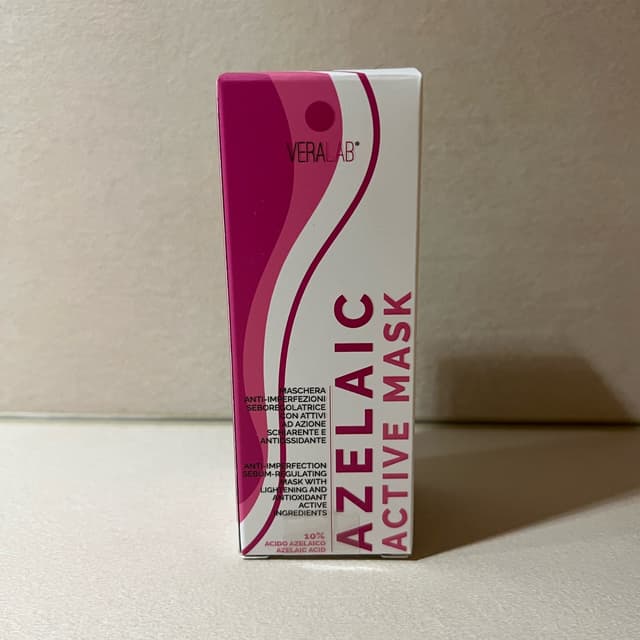 VERALAB®
AZELAIC
ACTIVE MASK
MASCHERA
ANTI-IMPERFEZIONI
SEBOREGOLATRICE
CON ATTIVI
AD AZIONE
SCHIARENTE E
ANTIOSSIDANTE
ANTI-IMPERFECTION
SEBUM-REGULATING
MASK WITH
LIGHTENING AND
ANTIOXIDANT
ACTIVE
INGREDIENTS
10%
ACIDO AZELAICO
AZELAIC ACID